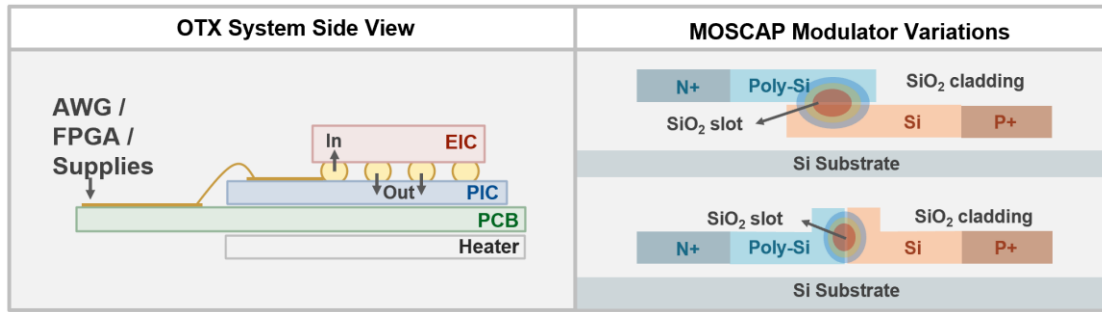 OTX System Side View
AWG /
FPGA /
Supplies
In
EIC
Out
PIC
PCB
Heater
MOSCAP Modulator Variations
N+
Poly-Si
SiO₂ cladding
SiO₂ slot
Si
P+
Si Substrate
SiO₂ slot
SiO₂ cladding
N+
Poly-Si
Si
P+
Si Substrate